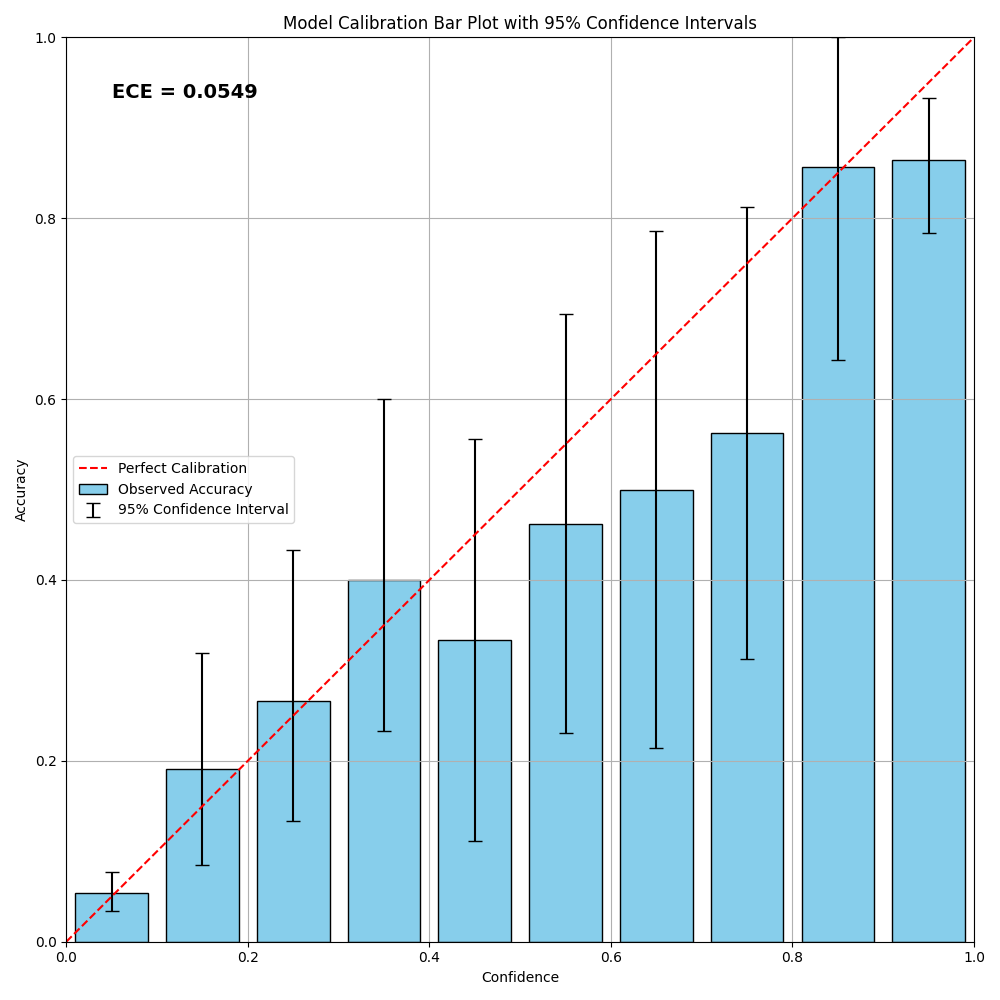 Model Calibration Bar Plot with 95% Confidence Intervals
1.0
ECE = 0.0549
0.8
0.6
Perfect Calibration
Observed Accuracy
95% Confidence Interval
Accuracy
0.4
0.2
0.0
0.0 0.2 0.4 0.6 0.8 1.0
Confidence